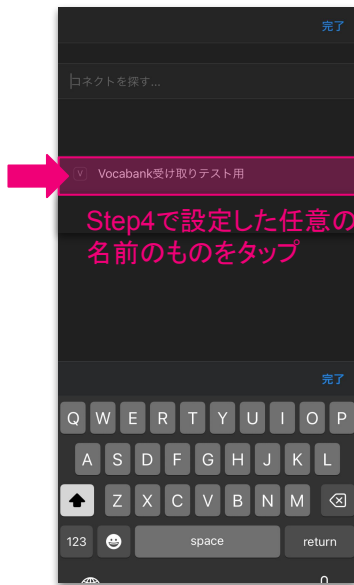 完了
コネクトを探す...
V Vocabank受け取りテスト用
Step4で設定した任意の
名前のものをタップ
完了
Q W E R T Y U I O P
A S D F G H J K L
Z X C V B N M
123 space return